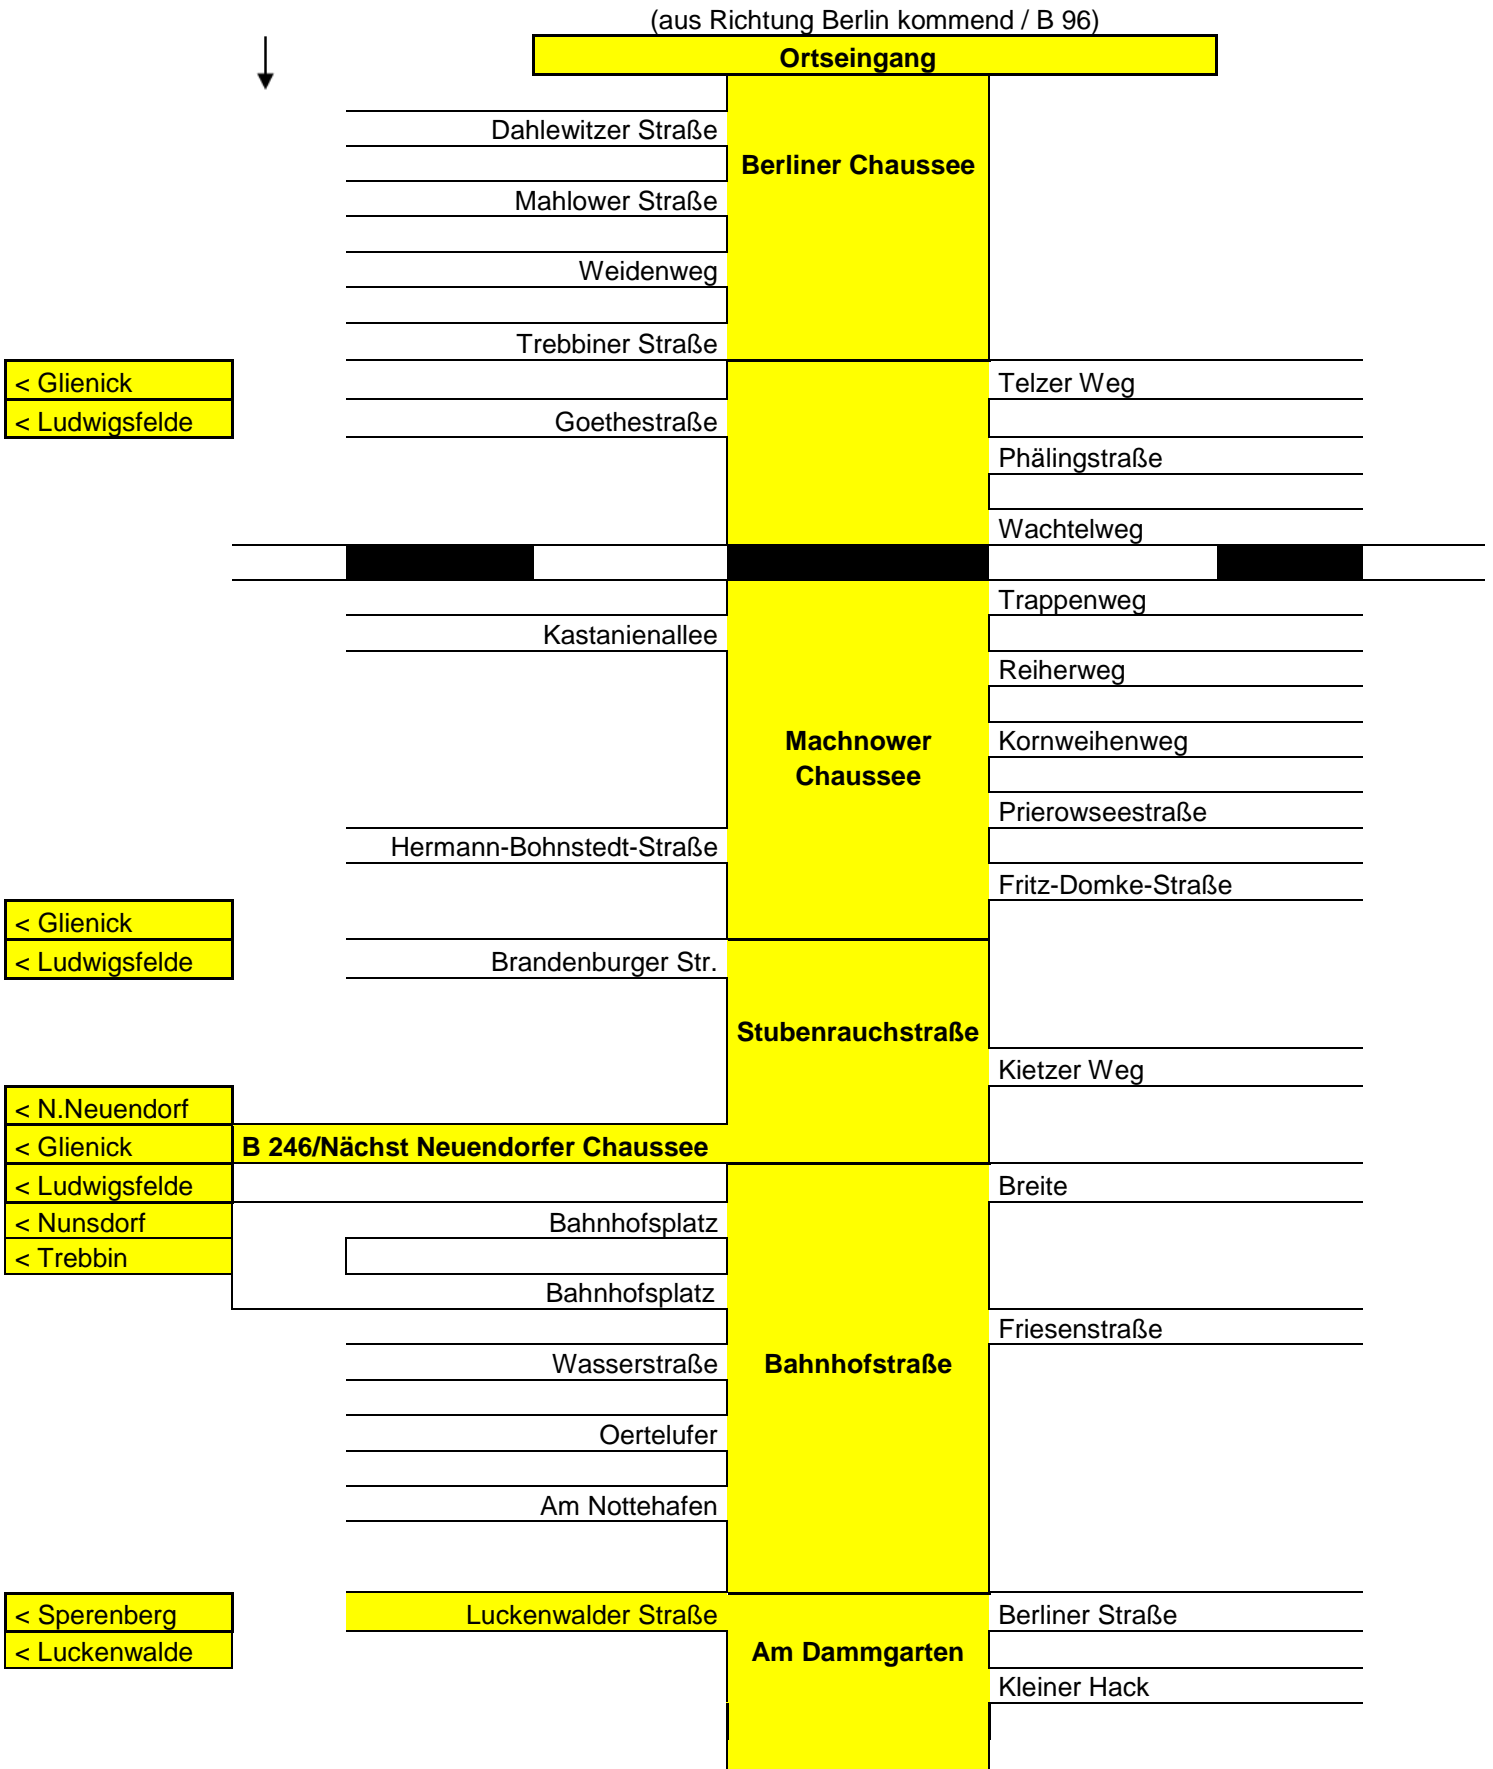 (aus Richtung Berlin kommend / B 96)
Ortseingang
Dahlewitzer Straße
Berliner Chaussee
Mahlower Straße
Weidenweg
Trebbiner Straße
< Glienick
Telzer Weg
< Ludwigsfelde
Goethestraße
Phälingstraße
Wachtelweg
Trappenweg
Kastanienallee
Reiherweg
Machnower
Chaussee
Kornweihenweg
Prierowseestraße
Hermann-Bohnstedt-Straße
Fritz-Domke-Straße
< Glienick
< Ludwigsfelde
Brandenburger Str.
Stubenrauchstraße
Kietzer Weg
< N.Neuendorf
< Glienick
B 246/Nächst Neuendorfer Chaussee
< Ludwigsfelde
Breite
< Nunsdorf
Bahnhofsplatz
< Trebbin
Bahnhofsplatz
Friesenstraße
Wasserstraße
Bahnhofstraße
Oertelufer
Am Nottehafen
< Sperenberg
Luckenwalder Straße
Berliner Straße
< Luckenwalde
Am Dammgarten
Kleiner Hack